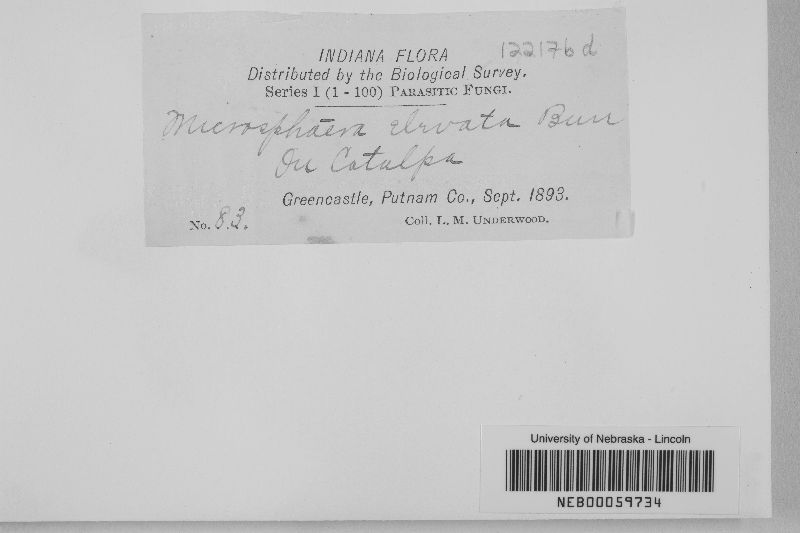 122176 d
INDIANA FLORA
Distributed by the Biological Survey.
Series 1 (1 - 100) PARASITIC FUNGI.
Microsphaera elevata Burr
On Catalpa
Greencastle, Putnam Co., Sept. 1893.
No. 83. Coll. L. M. UNDERWOOD.
University of Nebraska - Lincoln
NEB00059734